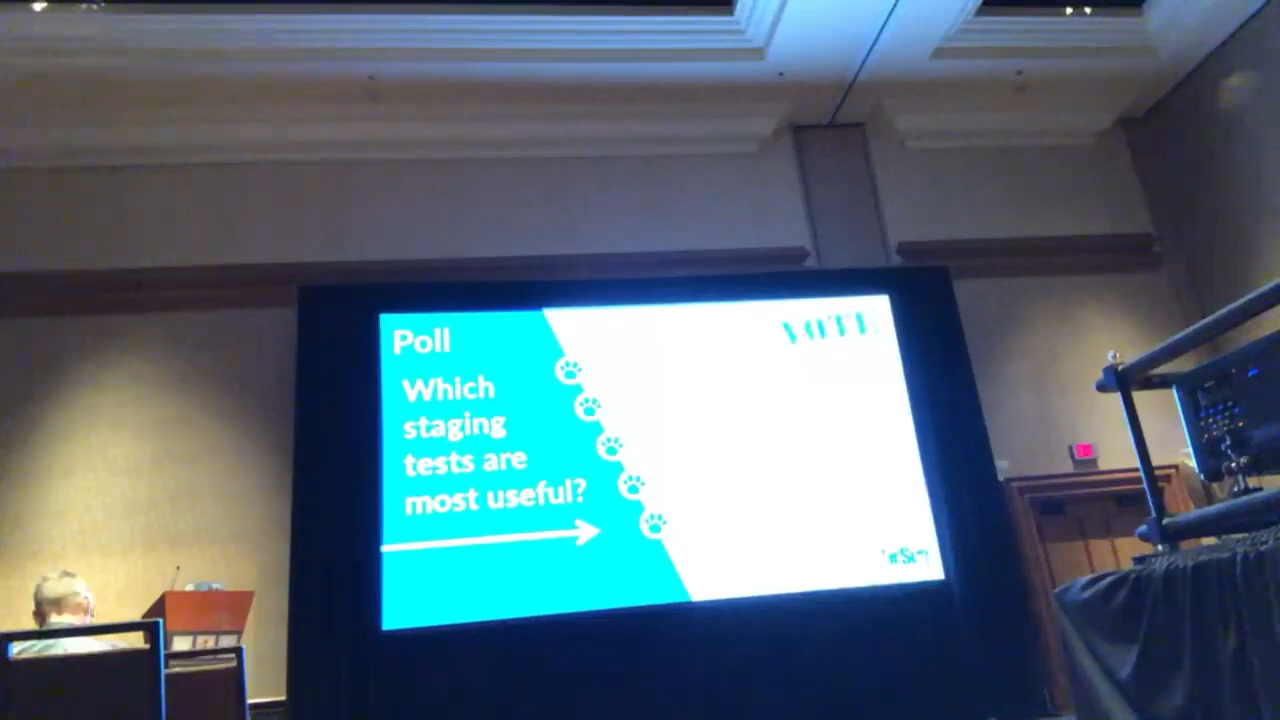 Poll
VOTE
Which
staging
tests are
most useful?